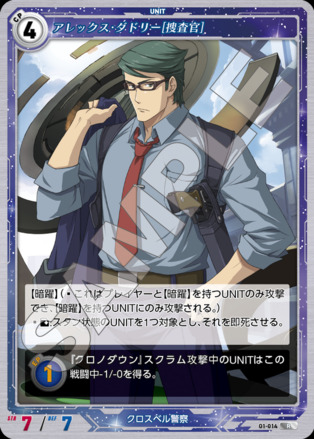 UNIT
CP
4
アレックス・ダドリー[捜査官]
SAMPLE
【暗躍】(・これはプレイヤーと【暗躍】を持つUNITのみ攻撃
でき、【暗躍】を持つUNITにのみ攻撃される。)
・スタン状態のUNITを1つ対象とし、それを即死させる。
1
『クロノダウン』スクラム攻撃中のUNITはこの
戦闘中-1/-0を得る。
7 / 7
クロスベル警察
01-014